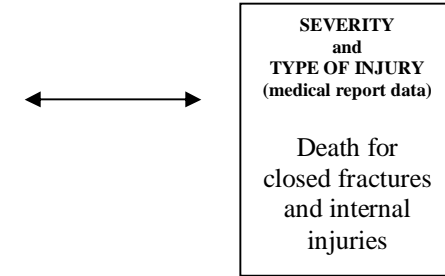 SEVERITY
and
TYPE OF INJURY
(medical report data)
Death for
closed fractures
and internal
injuries